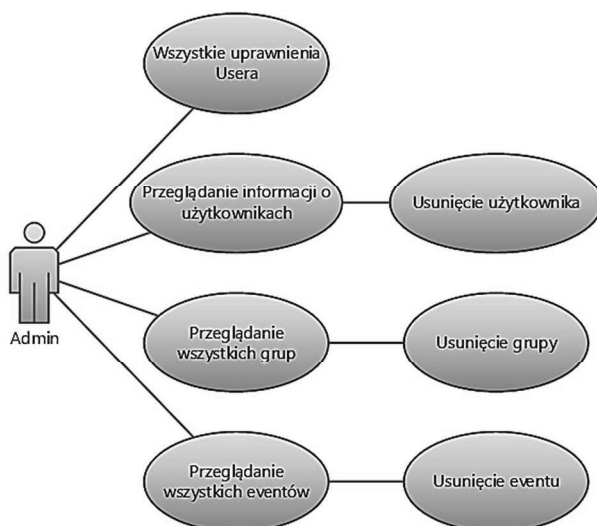 Wszystkie uprawnienia
Usera
Przeglądanie informacji o
użytkownikach
Usunięcie użytkownika
Admin
Przeglądanie
wszystkich grup
Usunięcie grupy
Przeglądanie
wszystkich eventów
Usunięcie eventu